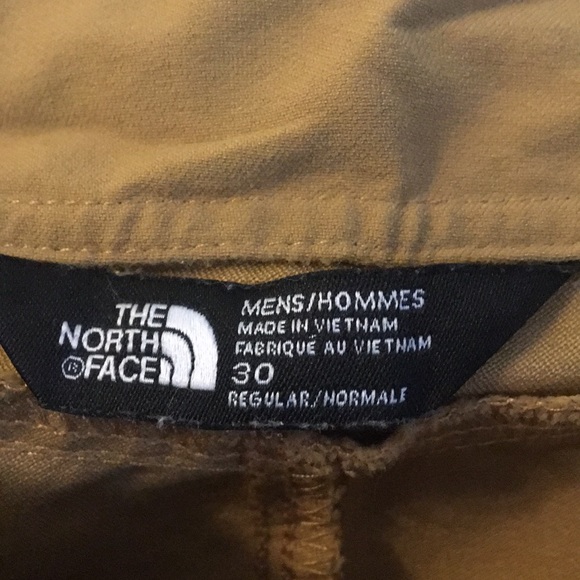 THE
NORTH
® FACE
MENS/HOMMES
MADE IN VIETNAM
FABRIQUÉ AU VIETNAM
30
REGULAR/NORMALE